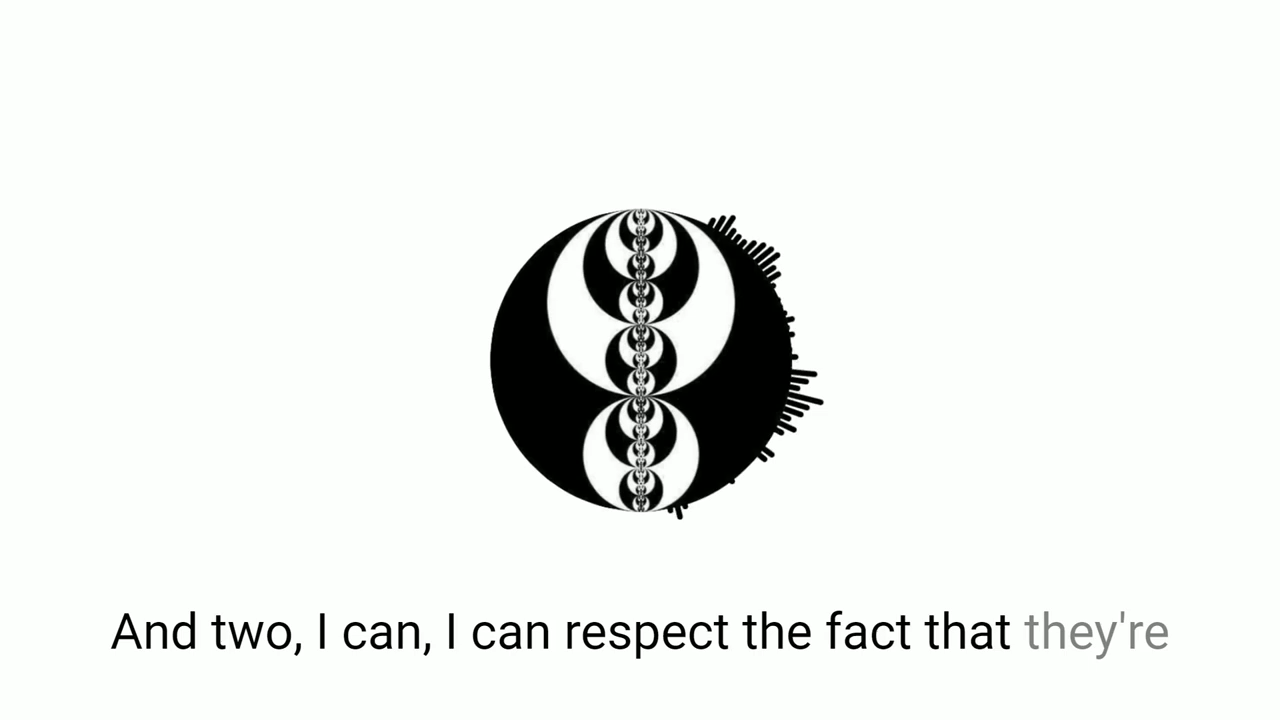 And two, I can, I can respect the fact that they're